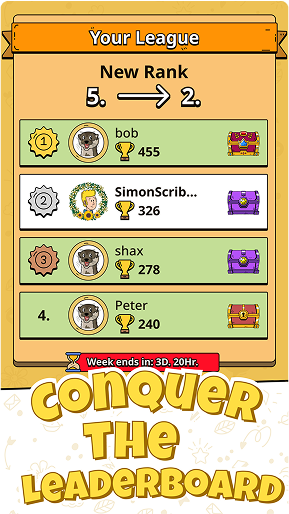 Your League
New Rank
5. → 2.
1
bob
455
2
SimonScrib...
326
3
shax
278
4.
Peter
240
Week ends in: 3D. 20Hr.
CONQUER
THE
LEADERBOARD